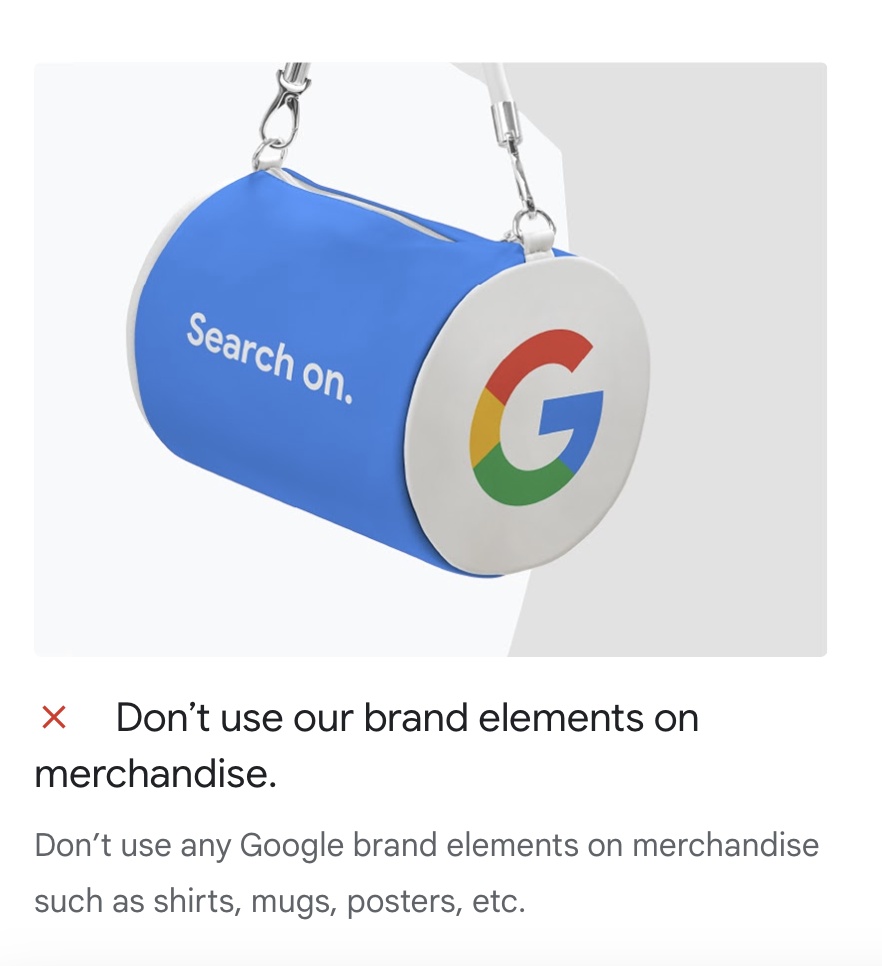 Search on.
G
Don’t use our brand elements on
merchandise.
Don’t use any Google brand elements on merchandise
such as shirts, mugs, posters, etc.